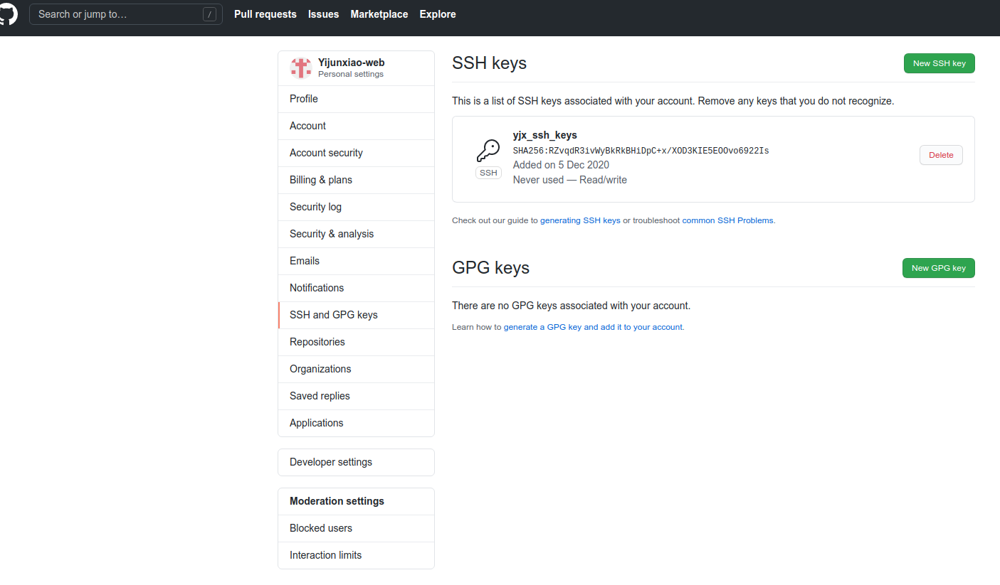 Search or jump to…
/
Pull requests
Issues
Marketplace
Explore
Yijunxiao-web
Personal settings
Profile
Account
Account security
Billing & plans
Security log
Security & analysis
Emails
Notifications
SSH and GPG keys
Repositories
Organizations
Saved replies
Applications
Developer settings
Moderation settings
Blocked users
Interaction limits
SSH keys
New SSH key
This is a list of SSH keys associated with your account. Remove any keys that you do not recognize.
yjx_ssh_keys
SHA256:RZvqdR3ivWyBkRkBHiDpC+x/XOD3KIE5EOOvo6922Is
Added on 5 Dec 2020
Never used — Read/write
SSH
Delete
Check out our guide to generating SSH keys or troubleshoot common SSH Problems.
GPG keys
New GPG key
There are no GPG keys associated with your account.
Learn how to generate a GPG key and add it to your account.